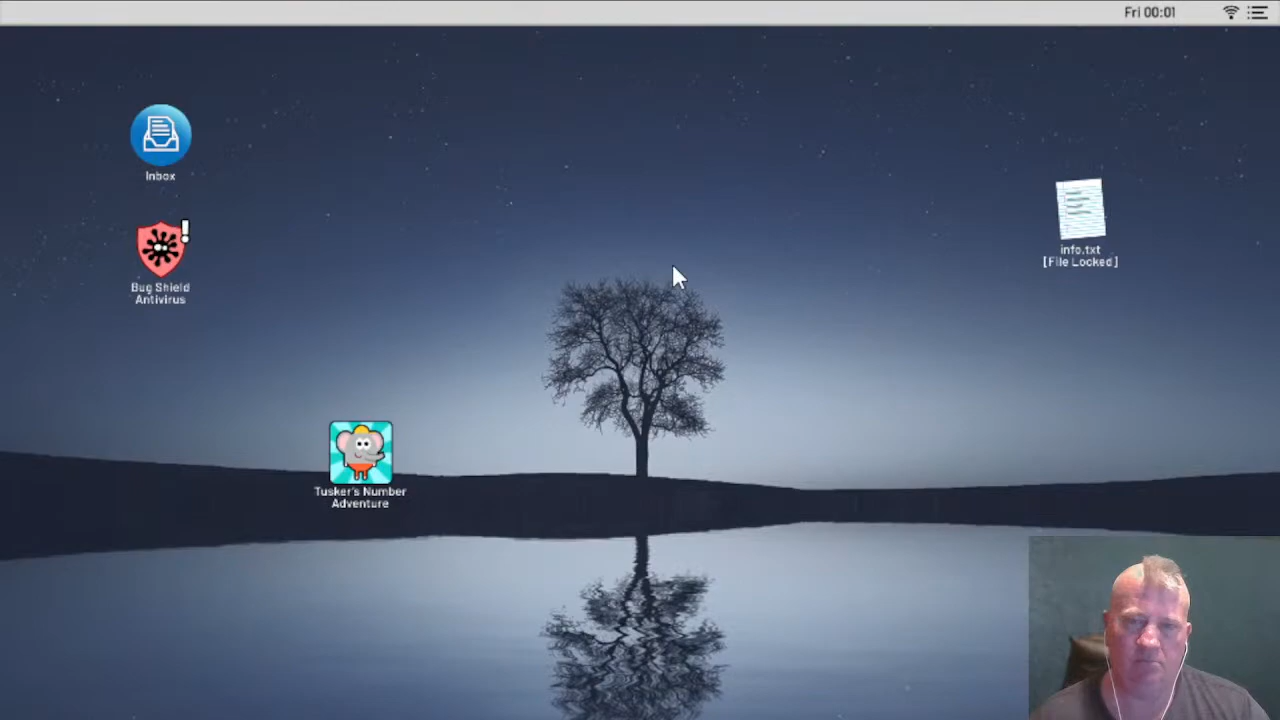 Fri 00:01
Inbox
Bug Shield
Antivirus
info.txt
[File Locked]
Tusker's Number
Adventure